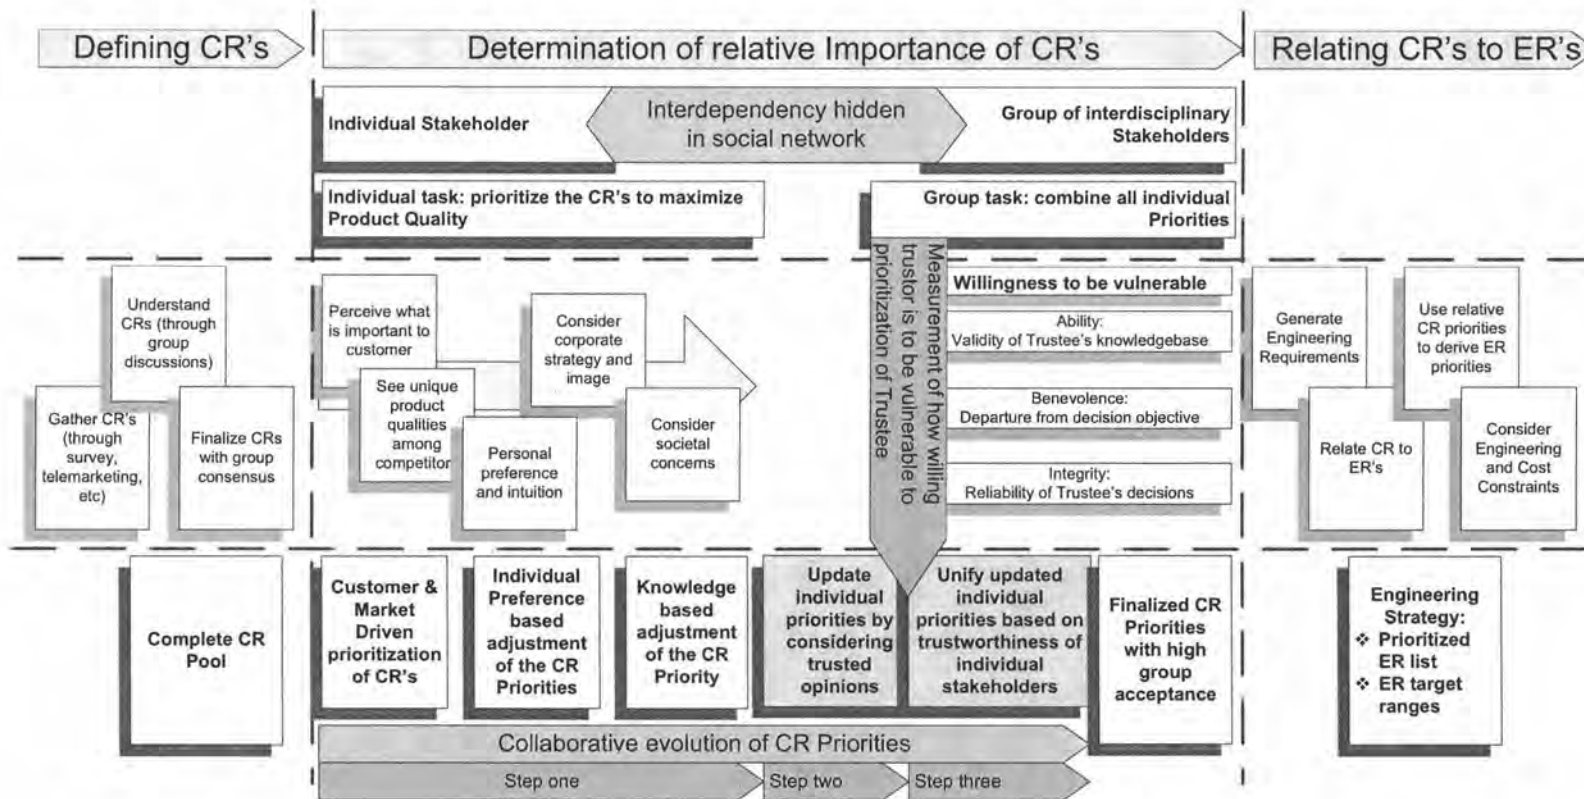 Defining CR's
Determination of relative Importance of CR's
Relating CR's to ER's
Individual Stakeholder
Interdependency hidden
in social network
Group of interdisciplinary
Stakeholders
Individual task: prioritize the CR's to maximize
Product Quality
Group task: combine all individual
Priorities
Understand
CRs (through
group
discussions)
Gather CR's
(through
survey,
telemarketing,
etc)
Finalize CRs
with group
consensus
Perceive what
is important to
customer
See unique
product
qualities
among
competitor
Consider
corporate
strategy and
image
Personal
preference
and intuition
Consider
societal
concerns
Measurement of how willing
trustor is to be vulnerable to
prioritization of Trustee
Willingness to be vulnerable
Ability:
Validity of Trustee's knowledgebase
Benevolence:
Departure from decision objective
Integrity:
Reliability of Trustee's decisions
Generate
Engineering
Requirements
Use relative
CR priorities
to derive ER
priorities
Relate CR to
ER's
Consider
Engineering
and Cost
Constraints
Complete CR
Pool
Customer &
Market
Driven
prioritization
of CR's
Individual
Preference
based
adjustment
of the CR
Priorities
Knowledge
based
adjustment
of the CR
Priority
Update
individual
priorities by
considering
trusted
opinions
Unify updated
individual
priorities based on
trustworthiness of
individual
stakeholders
Finalized CR
Priorities
with high
group
acceptance
Engineering
Strategy:
❖ Prioritized
ER list
❖ ER target
ranges
Collaborative evolution of CR Priorities
Step one
Step two
Step three